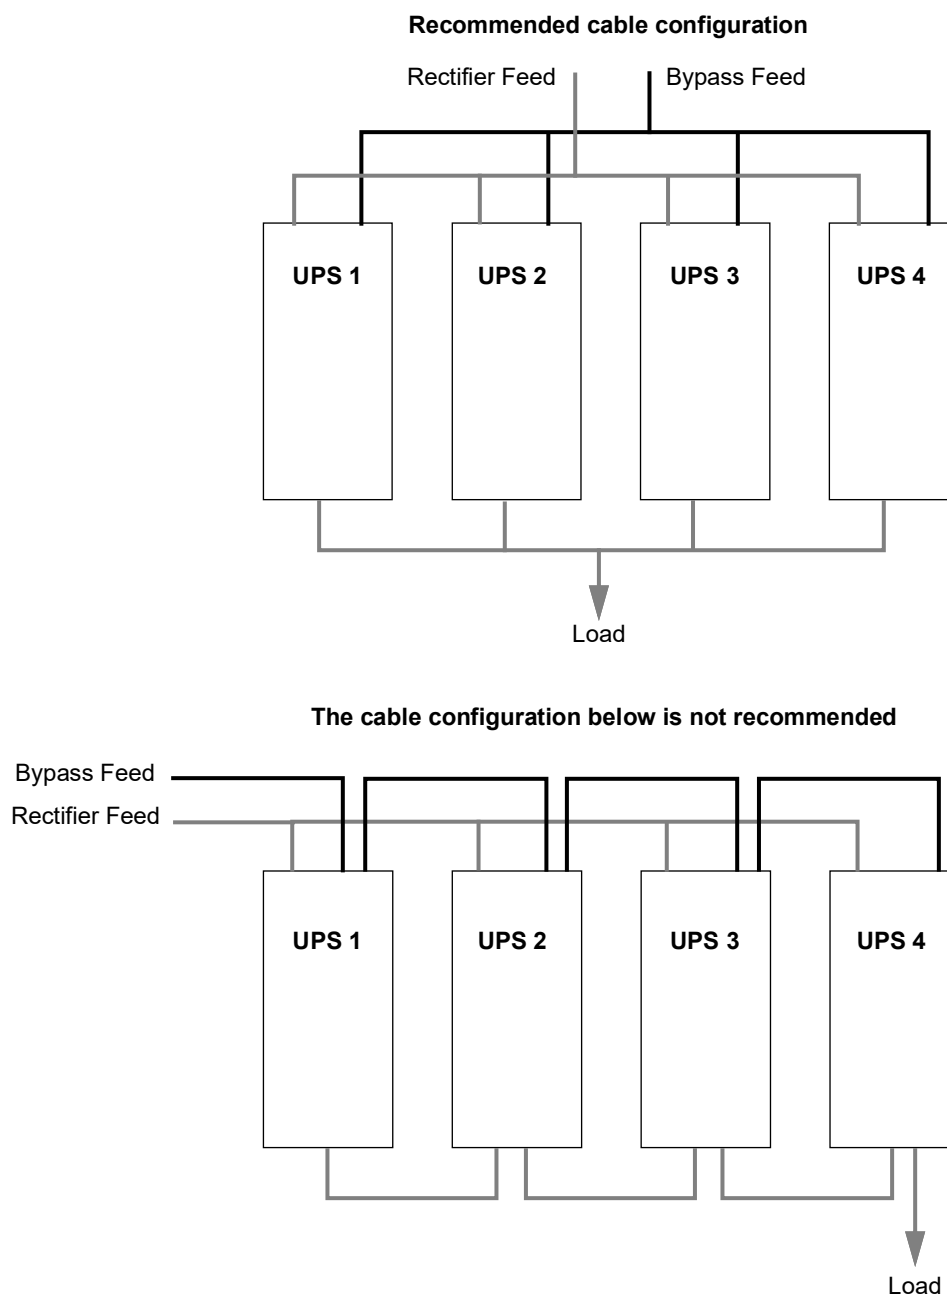 Recommended cable configuration
Rectifier Feed
Bypass Feed
UPS 1
UPS 2
UPS 3
UPS 4
Load
The cable configuration below is not recommended
Bypass Feed
Rectifier Feed
UPS 1
UPS 2
UPS 3
UPS 4
Load